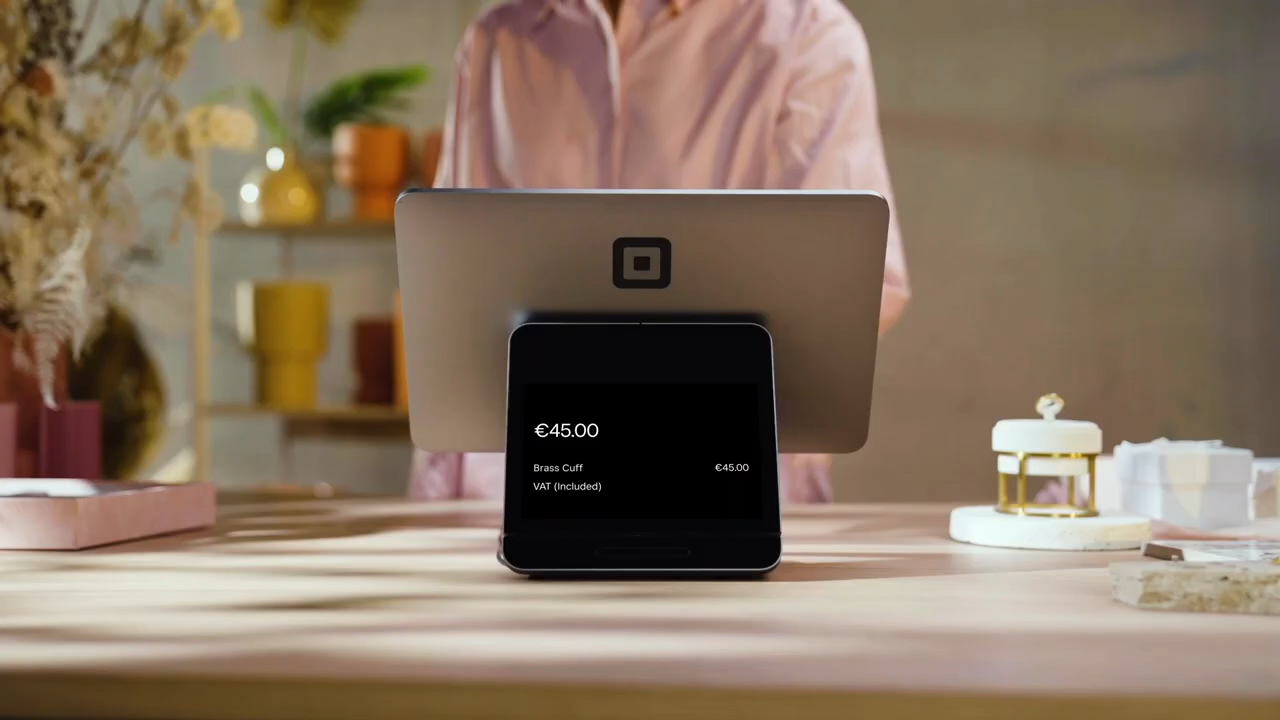 €45.00
Brass Cuff €45.00
VAT (Included)